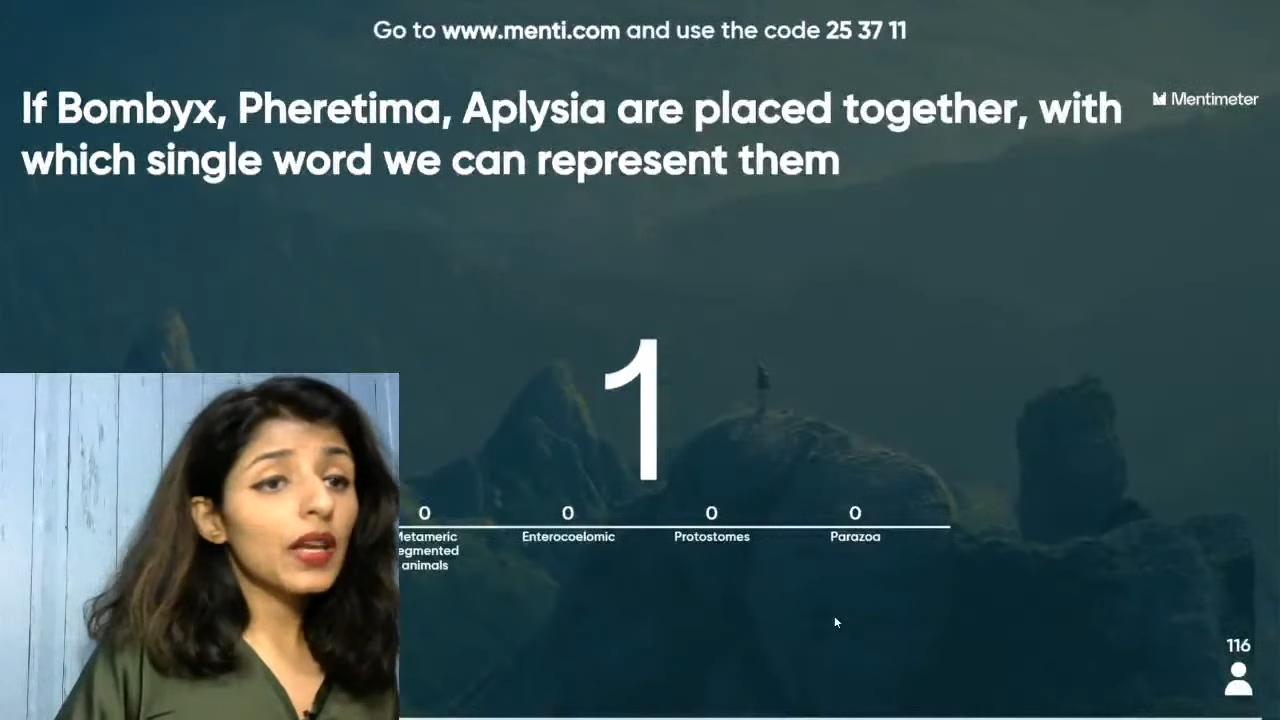 Go to www.menti.com and use the code 25 37 11
If Bombyx, Pheretima, Aplysia are placed together, with
which single word we can represent them
Mentimeter
1
0
0
0
0
Metameric
segmented
animals
Enterocoelomic
Protostomes
Parazoa
116